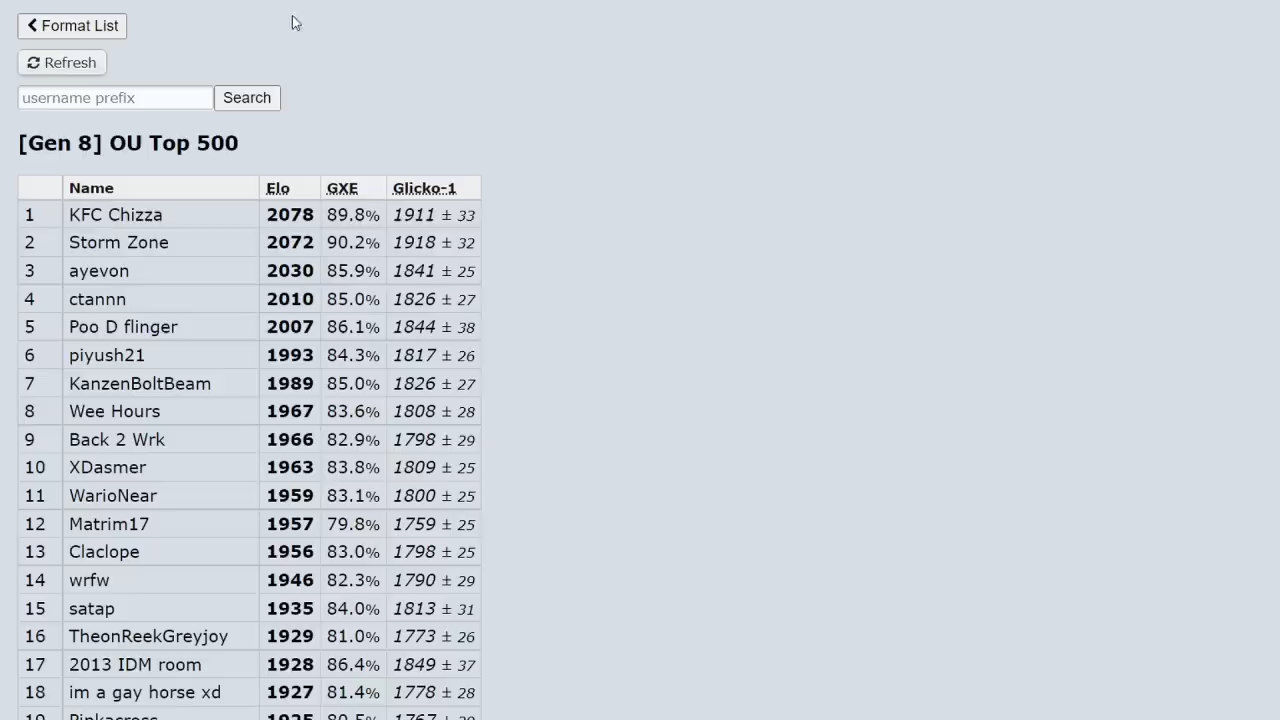 Format List
Refresh
username prefix Search
[Gen 8] OU Top 500
Name Elo GXE Glicko-1
1 KFC Chizza 2078 89.8% 1911 ± 33
2 Storm Zone 2072 90.2% 1918 ± 32
3 ayevon 2030 85.9% 1841 ± 25
4 ctannn 2010 85.0% 1826 ± 27
5 Poo D flinger 2007 86.1% 1844 ± 38
6 piyush21 1993 84.3% 1817 ± 26
7 KanzenBoltBeam 1989 85.0% 1826 ± 27
8 Wee Hours 1967 83.6% 1808 ± 28
9 Back 2 Wrk 1966 82.9% 1798 ± 29
10 XDasmer 1963 83.8% 1809 ± 25
11 WarioNear 1959 83.1% 1800 ± 25
12 Matrim17 1957 79.8% 1759 ± 25
13 Claclope 1956 83.0% 1798 ± 25
14 wrfw 1946 82.3% 1790 ± 29
15 satap 1935 84.0% 1813 ± 31
16 TheonReekGreyjoy 1929 81.0% 1773 ± 26
17 2013 IDM room 1928 86.4% 1849 ± 37
18 im a gay horse xd 1927 81.4% 1778 ± 28
19 Pinkacross 1925 80.5% 1767